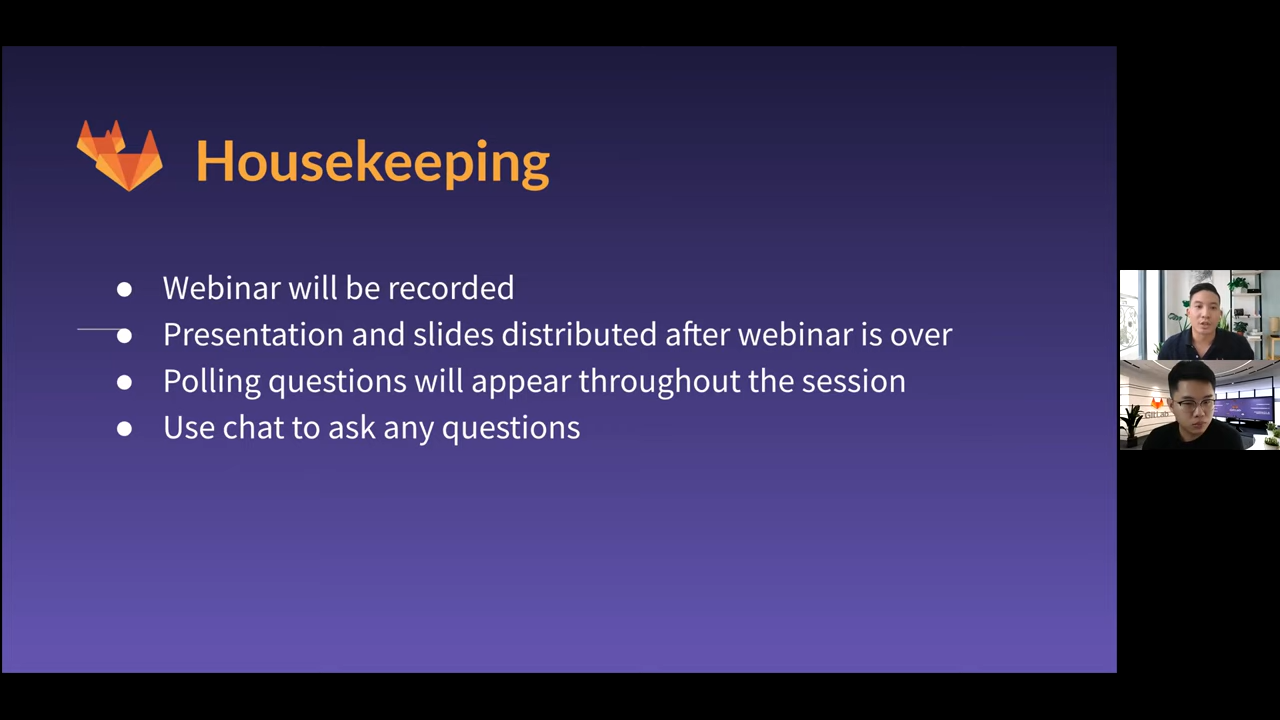 Housekeeping
● Webinar will be recorded
● Presentation and slides distributed after webinar is over
● Polling questions will appear throughout the session
● Use chat to ask any questions
GitLab